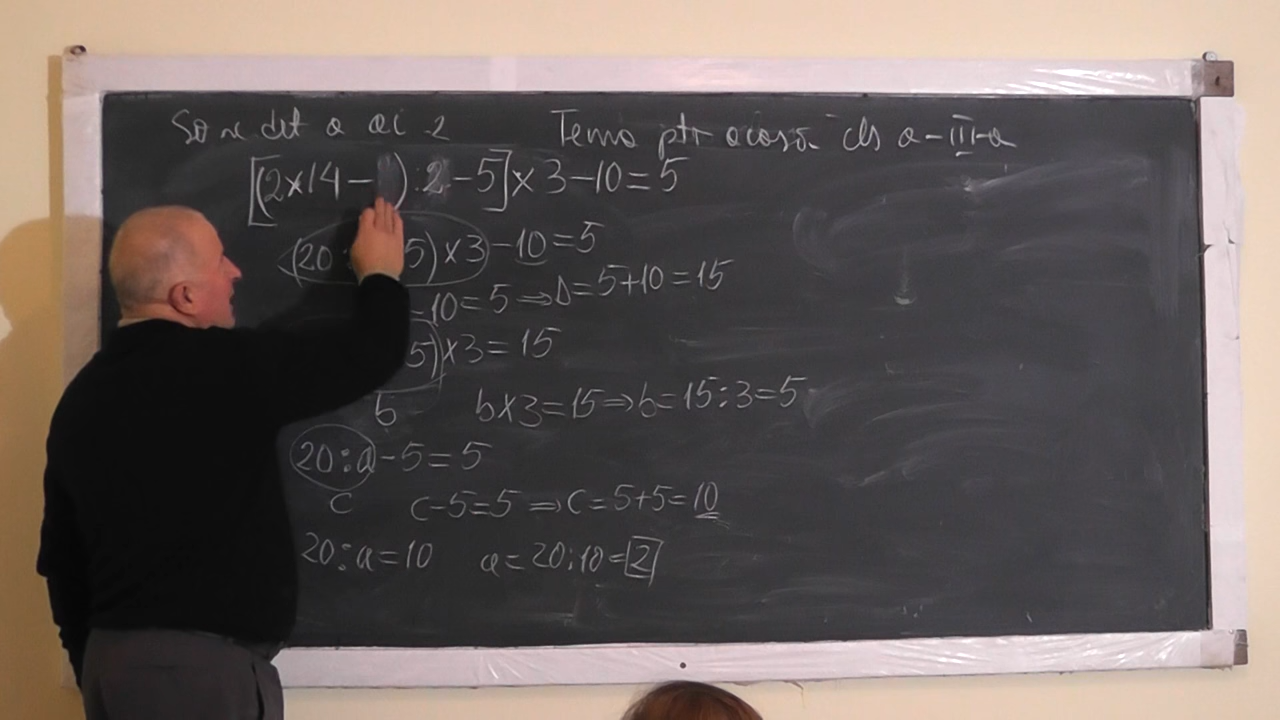 Să se det a aî 2
Temă ptr acasă cls a-III-a
[(2×14- ):2-5]×3-10=5
(20 5)×3-10=5
-10=5⇒Δ=5+10=15
5)×3=15
b b×3=15⇒b=15:3=5
20:a-5=5
c c-5=5⇒c=5+5=10
20:a=10 a=20:10=2